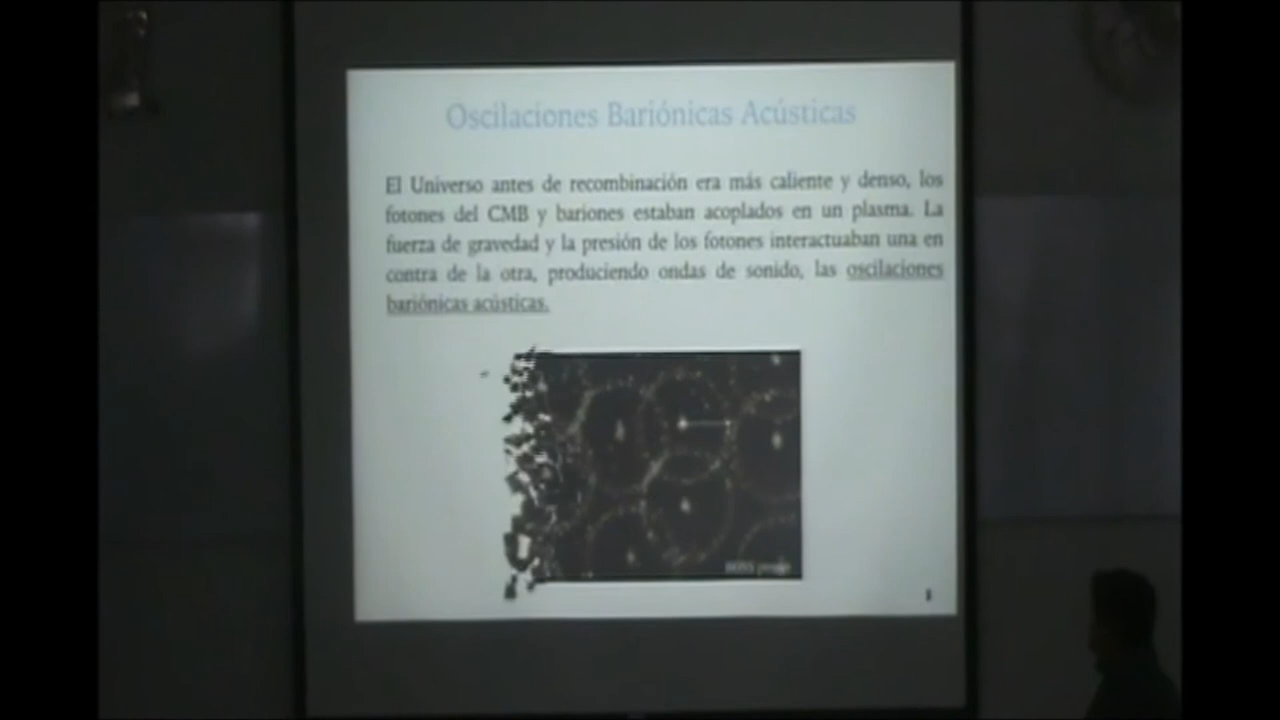 Oscilaciones Bariónicas Acústicas
El Universo antes de recombinación era más caliente y denso, los
fotones del CMB y bariones estaban acoplados en un plasma. La
fuerza de gravedad y la presión de los fotones interactuaban una en
contra de la otra, produciendo ondas de sonido, las oscilaciones
bariónicas acústicas.